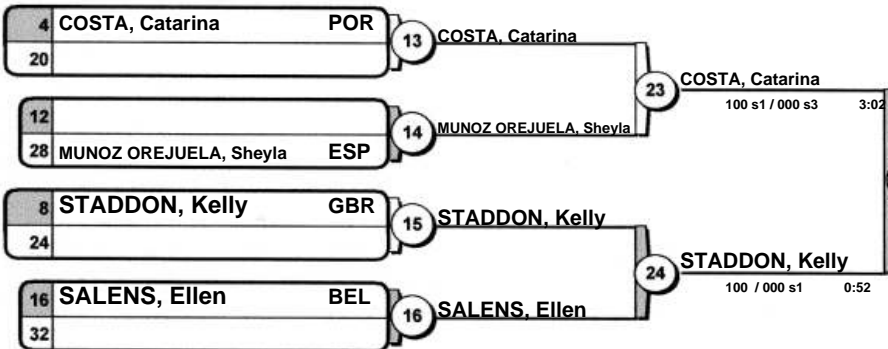 4 COSTA, Catarina POR
20
13 COSTA, Catarina
12
28 MUNOZ OREJUELA, Sheyla ESP
14 MUNOZ OREJUELA, Sheyla
23 COSTA, Catarina
100 s1 / 000 s3 3:02
8 STADDON, Kelly GBR
24
15 STADDON, Kelly
16 SALENS, Ellen BEL
32
16 SALENS, Ellen
24 STADDON, Kelly
100 / 000 s1 0:52